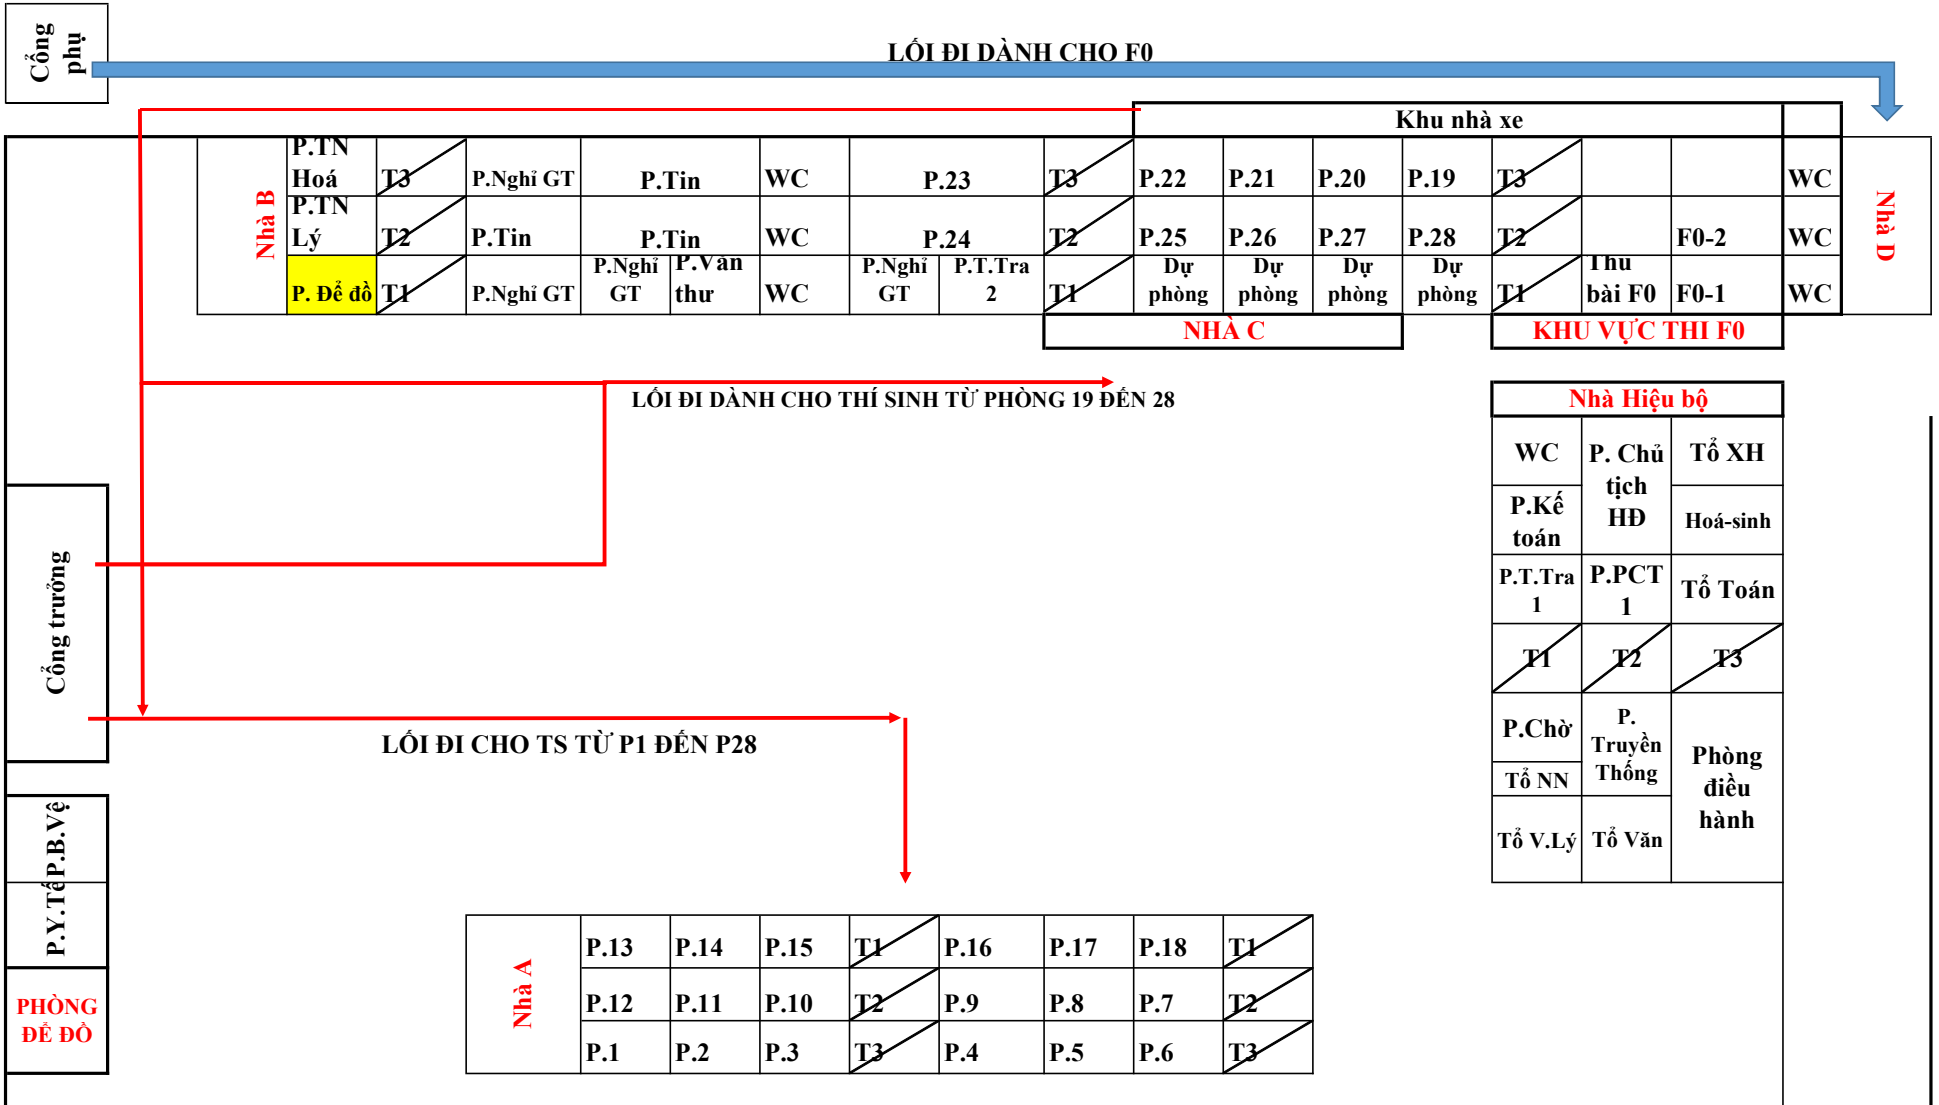 Cổng
phụ
LỐI ĐI DÀNH CHO F0
Khu nhà xe
Nhà B
P.TN
Hoá
T3
P.Nghỉ GT
P.Tin
WC
P.23
T3
P.22
P.21
P.20
P.19
T3
WC
Nhà D
P.TN
Lý
T2
P.Tin
P.Tin
WC
P.24
T2
P.25
P.26
P.27
P.28
T2
F0-2
WC
P. Để đồ
T1
P.Nghỉ GT
P.Nghỉ
GT
P.Văn
thư
WC
P.Nghỉ
GT
P.T.Tra
2
T1
Dự
phòng
Dự
phòng
Dự
phòng
Dự
phòng
T1
Thu
bài F0
F0-1
WC
NHÀ C
KHU VỰC THI F0
LỐI ĐI DÀNH CHO THÍ SINH TỪ PHÒNG 19 ĐẾN 28
Nhà Hiệu bộ
WC
P. Chủ
tịch
HĐ
Tổ XH
P.Kế
toán
Hoá-sinh
P.T.Tra
1
P.PCT
1
Tổ Toán
T1
T2
T3
P.Chờ
P.
Truyền
Thống
Phòng
điều
hành
Tổ NN
Tổ V.Lý
Tổ Văn
Cổng trưởng
LỐI ĐI CHO TS TỪ P1 ĐẾN P28
P.B.Vệ
P.Y.Tế
PHÒNG
ĐỂ ĐỒ
Nhà A
P.13
P.14
P.15
T1
P.16
P.17
P.18
T1
P.12
P.11
P.10
T2
P.9
P.8
P.7
T2
P.1
P.2
P.3
T3
P.4
P.5
P.6
T3